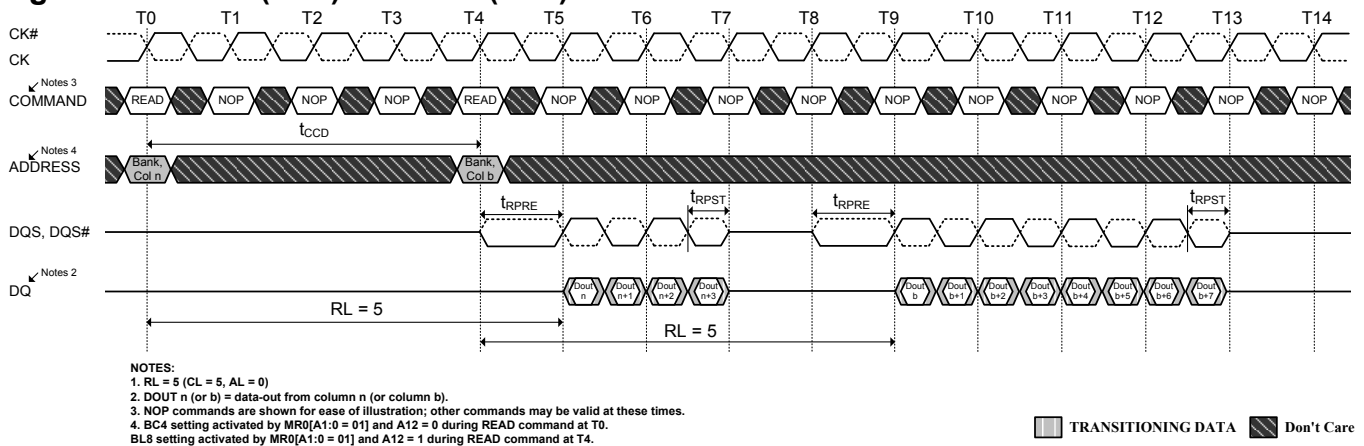 T0 T1 T2 T3 T4 T5 T6 T7 T8 T9 T10 T11 T12 T13 T14
CK#
CK
Notes 3
COMMAND READ NOP NOP NOP READ NOP NOP NOP NOP NOP NOP NOP NOP NOP NOP
tCCD
Notes 4
ADDRESS Bank, Col n Bank, Col b
tRPRE tRPST tRPRE tRPST
DQS, DQS#
Notes 2
DQ Dout n Dout n+1 Dout n+2 Dout n+3 Dout b Dout b+1 Dout b+2 Dout b+3 Dout b+4 Dout b+5 Dout b+6 Dout b+7
RL = 5
RL = 5
NOTES:
1. RL = 5 (CL = 5, AL = 0)
2. DOUT n (or b) = data-out from column n (or column b).
3. NOP commands are shown for ease of illustration; other commands may be valid at these times.
4. BC4 setting activated by MR0[A1:0 = 01] and A12 = 0 during READ command at T0.
BL8 setting activated by MR0[A1:0 = 01] and A12 = 1 during READ command at T4.
TRANSITIONING DATA Don't Care